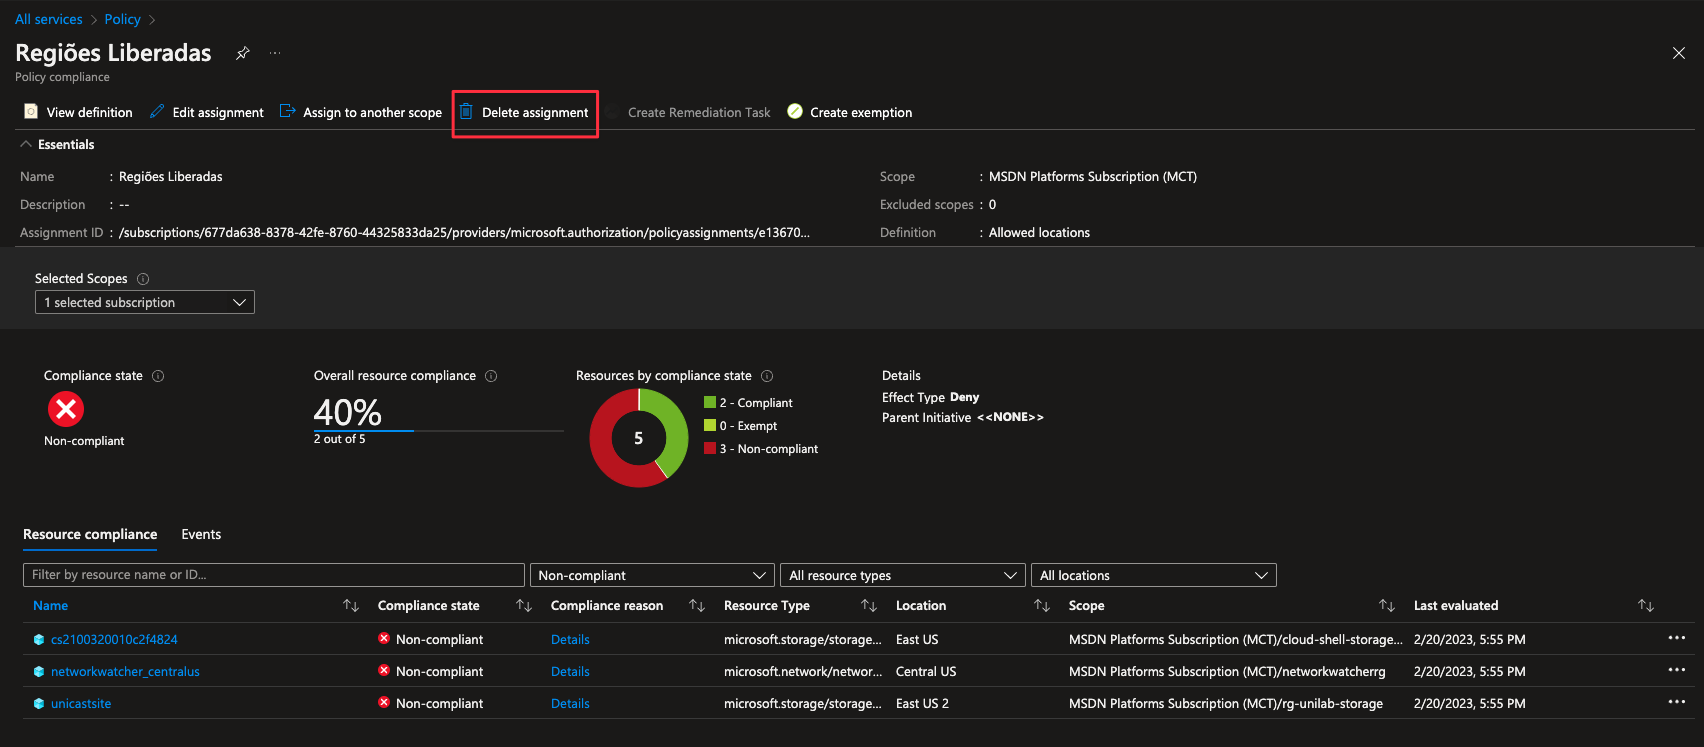 All services > Policy >
Regiões Liberadas ...
Policy compliance
View definition Edit assignment Assign to another scope Delete assignment Create Remediation Task Create exemption
Essentials
Name : Regiões Liberadas Scope : MSDN Platforms Subscription (MCT)
Description : -- Excluded scopes : 0
Assignment ID : /subscriptions/677da638-8378-42fe-8760-44325833da25/providers/microsoft.authorization/policyassignments/e13670... Definition : Allowed locations
Selected Scopes
1 selected subscription
Compliance state Overall resource compliance Resources by compliance state Details
Non-compliant
40%
2 out of 5
5
2 - Compliant
0 - Exempt
3 - Non-compliant
Effect Type Deny
Parent Initiative <<NONE>>
Resource compliance Events
Filter by resource name or ID... Non-compliant All resource types All locations
Name Compliance state Compliance reason Resource Type Location Scope Last evaluated
cs2100320010c2f4824 Non-compliant Details microsoft.storage/storage... East US MSDN Platforms Subscription (MCT)/cloud-shell-storage... 2/20/2023, 5:55 PM ...
networkwatcher_centralus Non-compliant Details microsoft.network/networ... Central US MSDN Platforms Subscription (MCT)/networkwatcherrg 2/20/2023, 5:55 PM ...
unicastsite Non-compliant Details microsoft.storage/storage... East US 2 MSDN Platforms Subscription (MCT)/rg-unilab-storage 2/20/2023, 5:55 PM ...